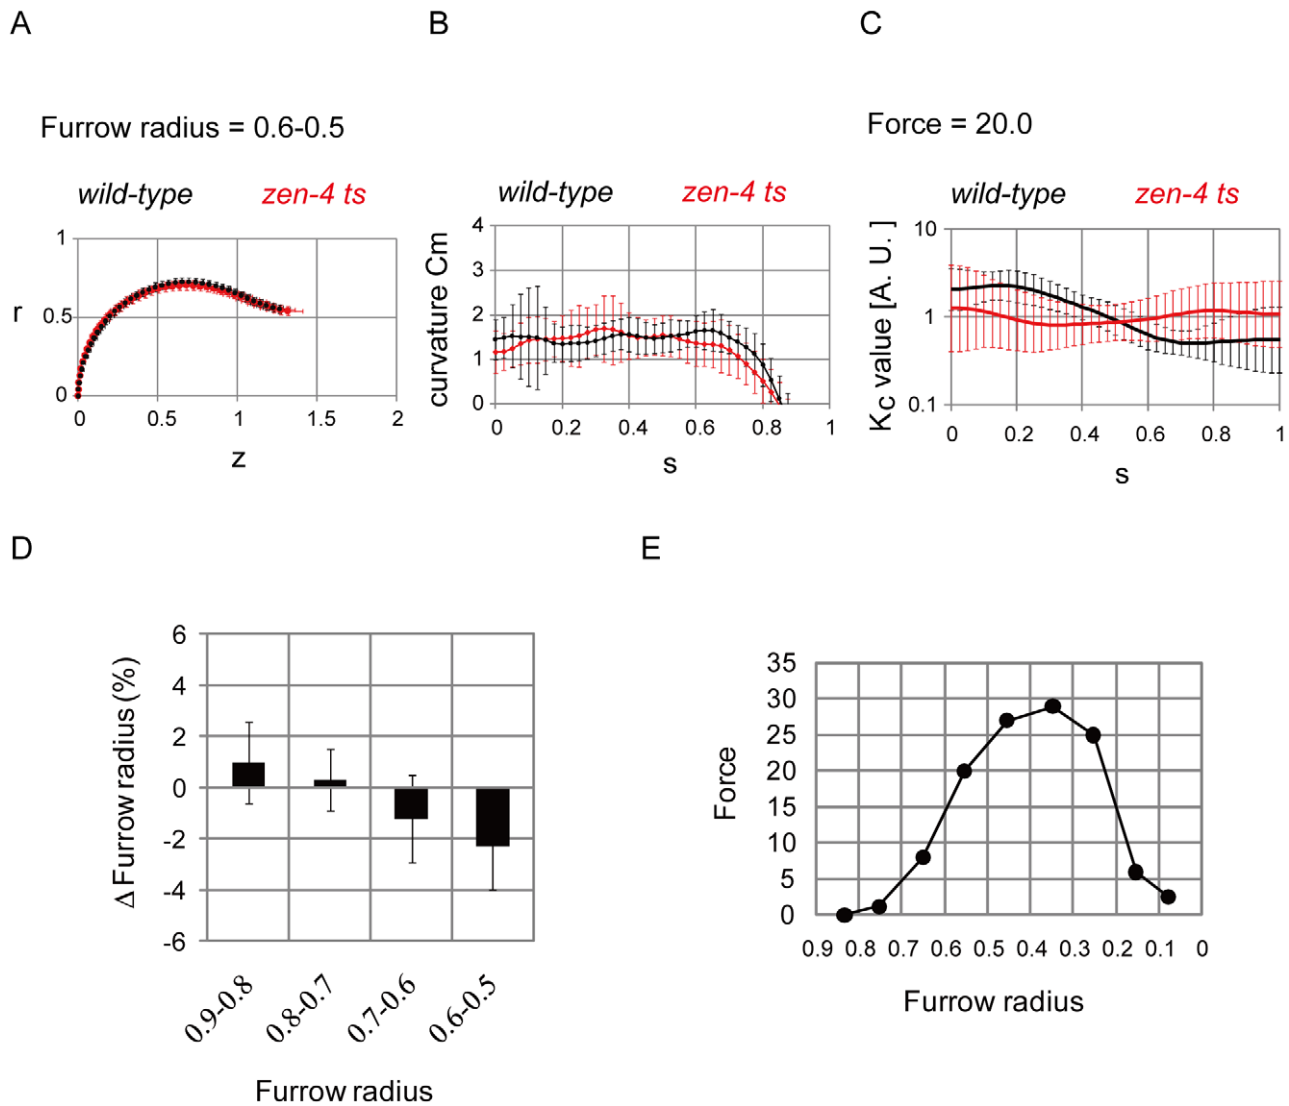 A
B
C
Furrow radius = 0.6-0.5
Force = 20.0
wild-type zen-4 ts
wild-type zen-4 ts
wild-type zen-4 ts
1
r
0.5
0
0 0.5 1 1.5 2
z
curvature Cm
4
3
2
1
0
0 0.2 0.4 0.6 0.8 1
s
Kc value [A. U. ]
10
1
0.1
0 0.2 0.4 0.6 0.8 1
s
D
E
Δ Furrow radius (%)
6
4
2
0
-2
-4
-6
0.9-0.8 0.8-0.7 0.7-0.6 0.6-0.5
Furrow radius
Force
35
30
25
20
15
10
5
0
0.9 0.8 0.7 0.6 0.5 0.4 0.3 0.2 0.1 0
Furrow radius